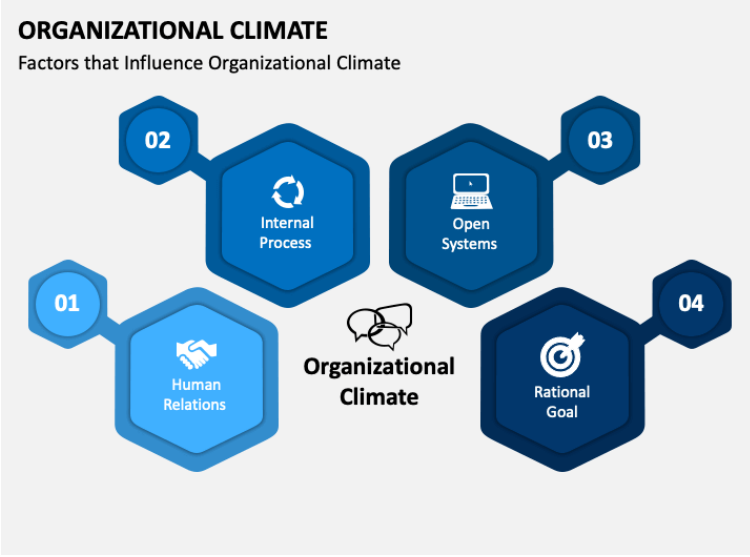 ORGANIZATIONAL CLIMATE
Factors that Influence Organizational Climate
01
Human
Relations
02
Internal
Process
03
Open
Systems
04
Rational
Goal
Organizational
Climate